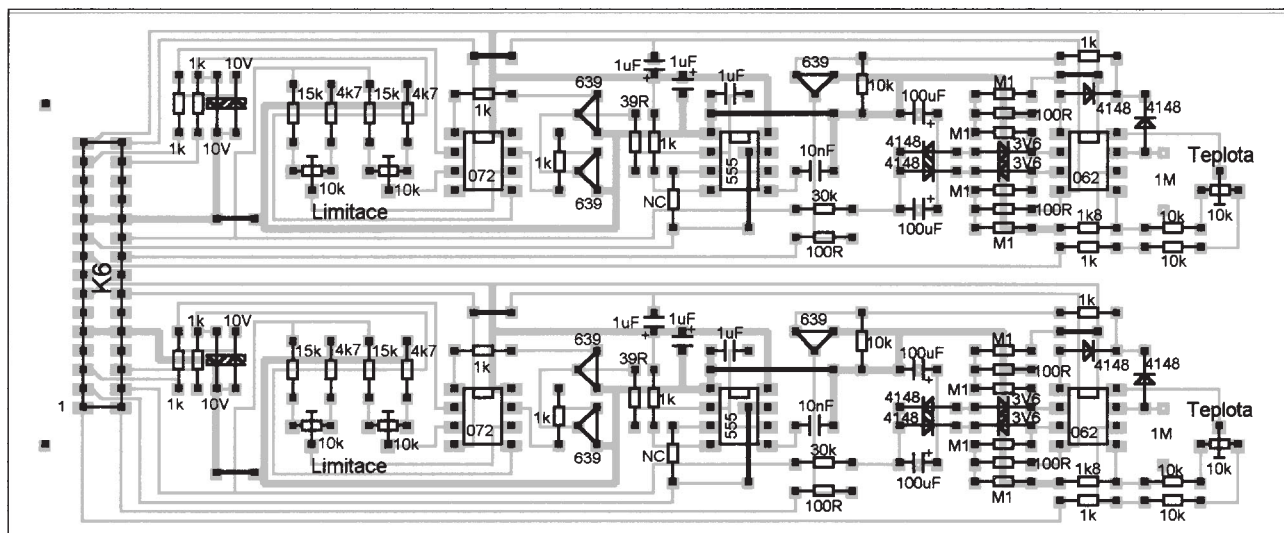 1k 10V
15k 4k7 15k 4k7
1k 10V
10k 10k
Limitace
1k
072
639
1k
639
39R
1k
NC
1uF 1uF
1uF
555
639
10k
10nF
30k
100R
100uF
4148
4148
100uF
M1
100R
M1
3V6
3V6
M1
100R
M1
1k
4148
4148
062
1k8
1k
1M
10k
10k
Teplota
10k
K6
1
1k 10V
15k 4k7 15k 4k7
1k 10V
10k 10k
Limitace
1k
072
639
1k
639
39R
1k
NC
1uF 1uF
1uF
555
639
10k
10nF
30k
100R
100uF
4148
4148
100uF
M1
100R
M1
3V6
3V6
M1
100R
M1
1k
4148
4148
062
1k8
1k
1M
10k
10k
Teplota
10k